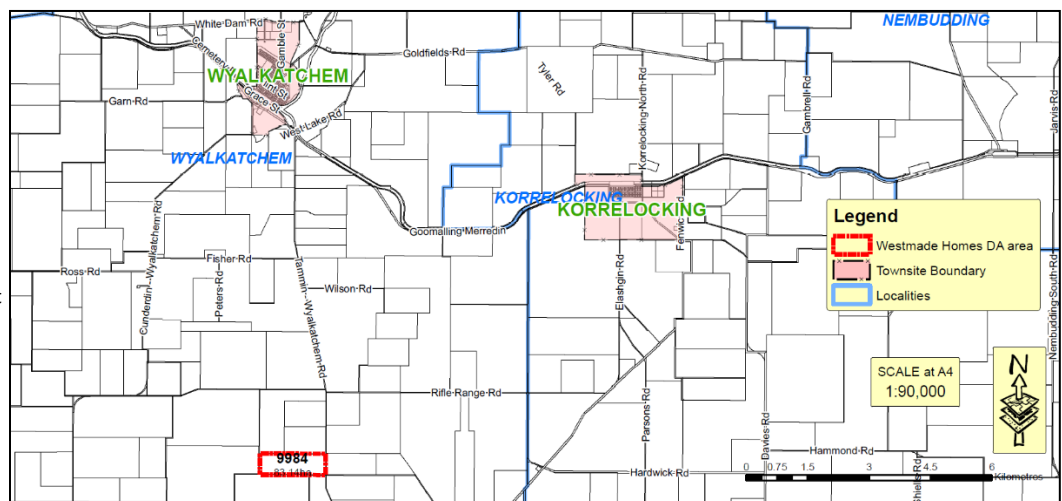 White Dam Rd
Gamble St
Cemetery
Flint St
Grace St
WYALKATCHEM
Goldfields Rd
NEMBUDDING
Tyler Rd
Korrelocking-North-Rd
Gambrell-Rd
Jarvis-Rd
Garn Rd
West Lake Rd
WYALKATCHEM
KORRELOCKING
KORRELOCKING
Goomalling Merredin
Fenwic
Legend
Westmade Homes DA area
Townsite Boundary
Localities
Ross Rd
Cunderdin--Wyalkatchem-Rd
Fisher-Rd
Peters-Rd
Tammin--Wyalkatchem-Rd
Wilson-Rd
Elashgin-Rd
Nembudding-South-Rd
SCALE at A4
1:90,000
N
Rifle-Range-Rd
Parsons-Rd
Davies-Rd
Hammond-Rd
Hardwick-Rd
Shields-Rd
9984
83.14ha
0 0.75 1.5 3 4.5 6
Kilometres